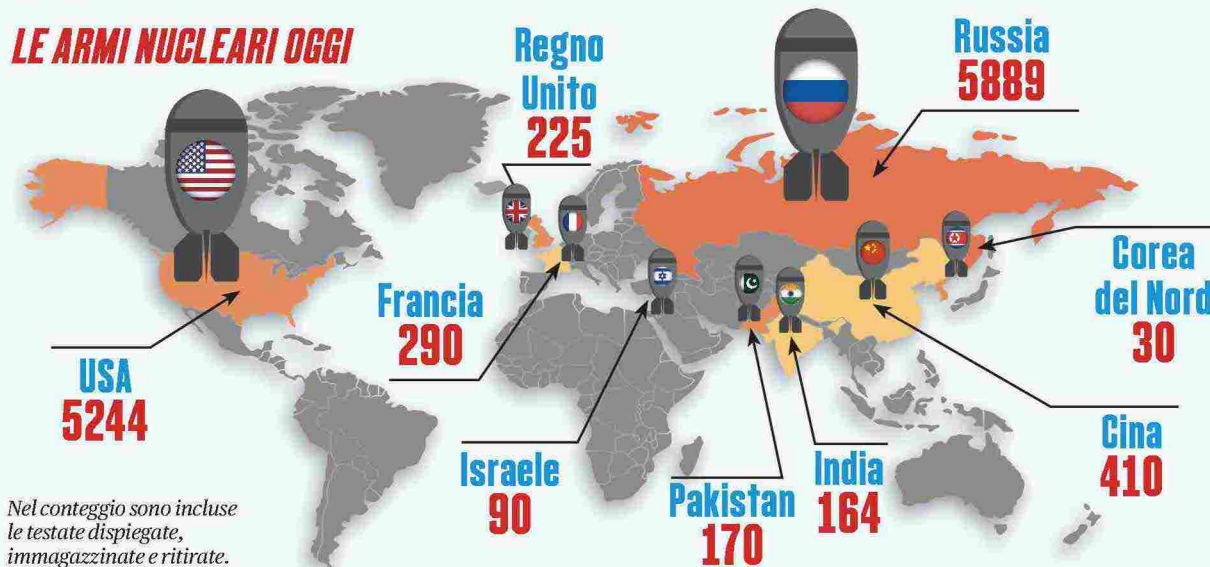 LE ARMI NUCLEARI OGGI
Regno
Unito
225
Russia
5889
USA
5244
Francia
290
Israele
90
Pakistan
170
India
164
Cina
410
Corea
del Nord
30
Nel conteggio sono incluse
le testate dispiegate,
immagazzinate e ritirate.